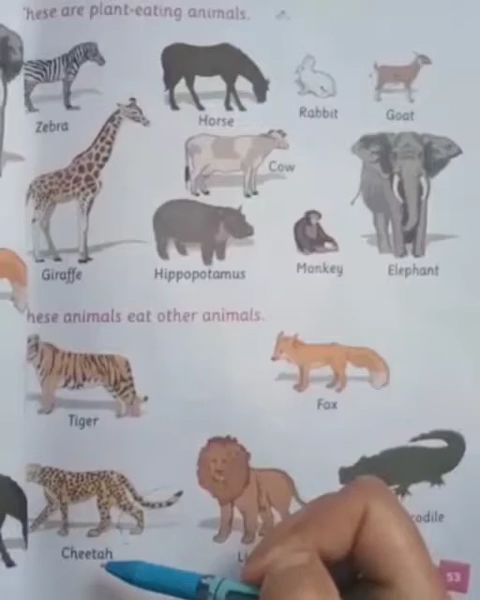 hese are plant-eating animals.
Zebra
Horse
Rabbit
Goat
Cow
Giraffe
Hippopotamus
Monkey
Elephant
hese animals eat other animals.
Tiger
Fox
Cheetah
Li
codile
53